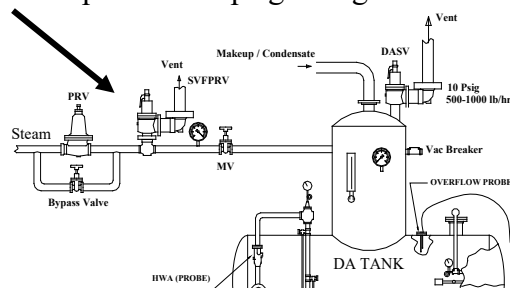 Vent
Makeup / Condensate
DASV
Vent
SVFPRV
PRV
10 Psig
500-1000 lb/hr
Steam
MV
Vac Breaker
Bypass Valve
OVERFLOW PROBE
DA TANK
HWA (PROBE)